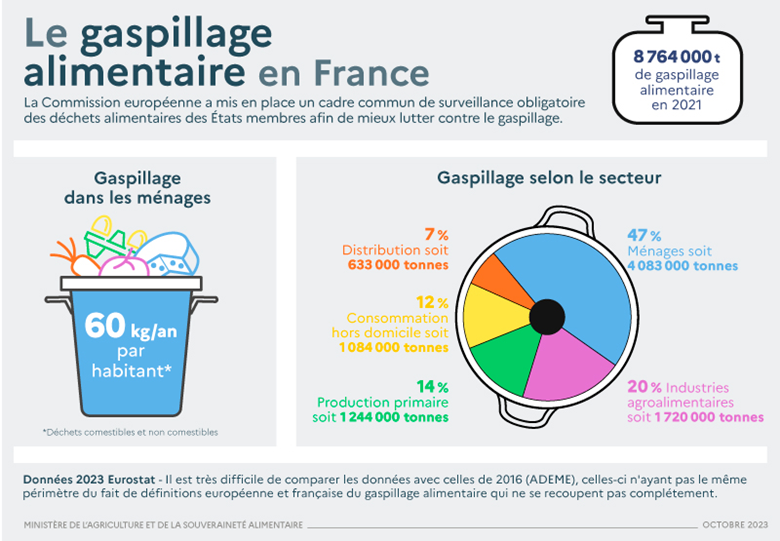 Le gaspillage
alimentaire en France
La Commission européenne a mis en place un cadre commun de surveillance obligatoire
des déchets alimentaires des États membres afin de mieux lutter contre le gaspillage.
8 764 000 t
de gaspillage
alimentaire
en 2021
Gaspillage
dans les ménages
60 kg/an
par
habitant*
*Déchets comestibles et non comestibles
Gaspillage selon le secteur
7 %
Distribution soit
633 000 tonnes
12 %
Consommation
hors domicile soit
1 084 000 tonnes
14 %
Production primaire
soit 1 244 000 tonnes
47 %
Ménages soit
4 083 000 tonnes
20 % Industries
agroalimentaires
soit 1 720 000 tonnes
Données 2023 Eurostat - Il est très difficile de comparer les données avec celles de 2016 (ADEME), celles-ci n'ayant pas le même
périmètre du fait de définitions européenne et française du gaspillage alimentaire qui ne se recoupent pas complétement.
MINISTÈRE DE L'AGRICULTURE ET DE LA SOUVERAINETÉ ALIMENTAIRE
OCTOBRE 2023